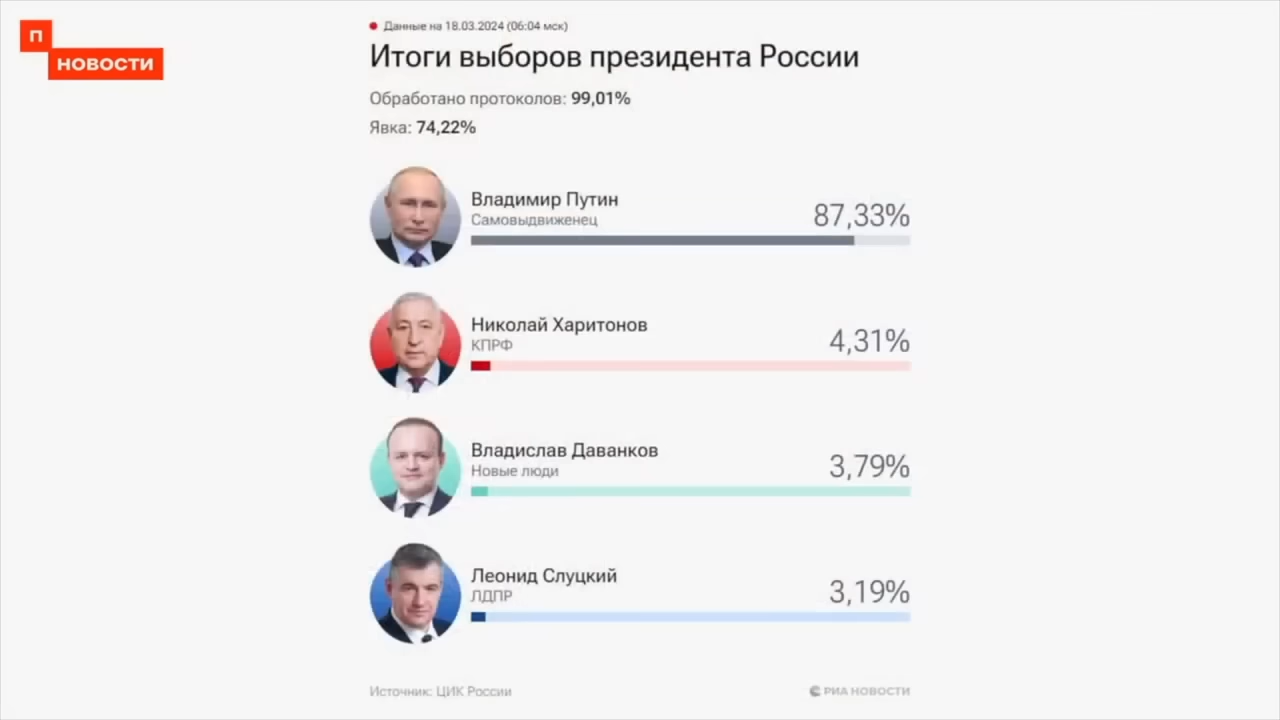 П
НОВОСТИ
Данные на 18.03.2024 (06:04 мск)
Итоги выборов президента России
Обработано протоколов: 99,01%
Явка: 74,22%
Владимир Путин
Самовыдвиженец
87,33%
Николай Харитонов
КПРФ
4,31%
Владислав Даванков
Новые люди
3,79%
Леонид Слуцкий
ЛДПР
3,19%
Источник: ЦИК России
РИА НОВОСТИ